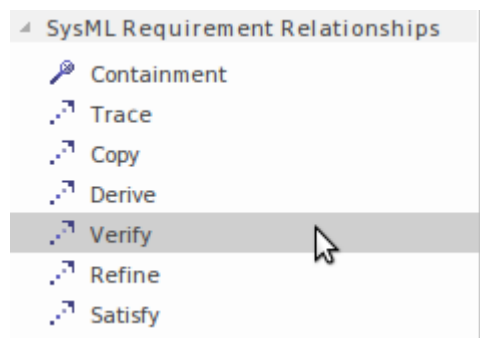 SysML Requirement Relationships
Containment
Trace
Copy
Derive
Verify
Refine
Satisfy